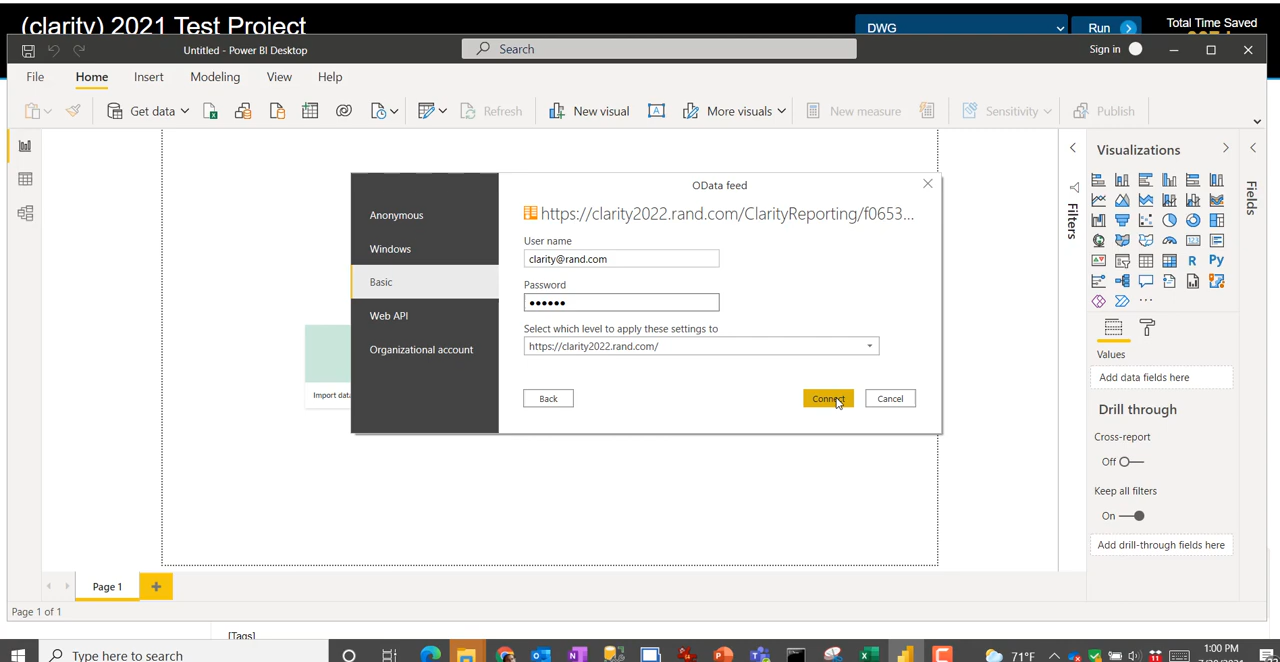 (clarity) 2021 Test Project
DWG
Run
Total Time Saved
Untitled - Power BI Desktop
Search
Sign in
File
Home
Insert
Modeling
View
Help
Get data
Refresh
New visual
More visuals
New measure
Sensitivity
Publish
OData feed
https://clarity2022.rand.com/ClarityReporting/f0653...
Anonymous
Windows
Basic
Web API
Organizational account
User name
clarity@rand.com
Password
••••••
Select which level to apply these settings to
https://clarity2022.rand.com/
Back
Connect
Cancel
Import data
Filters
Visualizations
R
Py
Values
Add data fields here
Drill through
Cross-report
Off
Keep all filters
On
Add drill-through fields here
Fields
Page 1
Page 1 of 1
[Tags]
Type here to search
71°F
1:00 PM